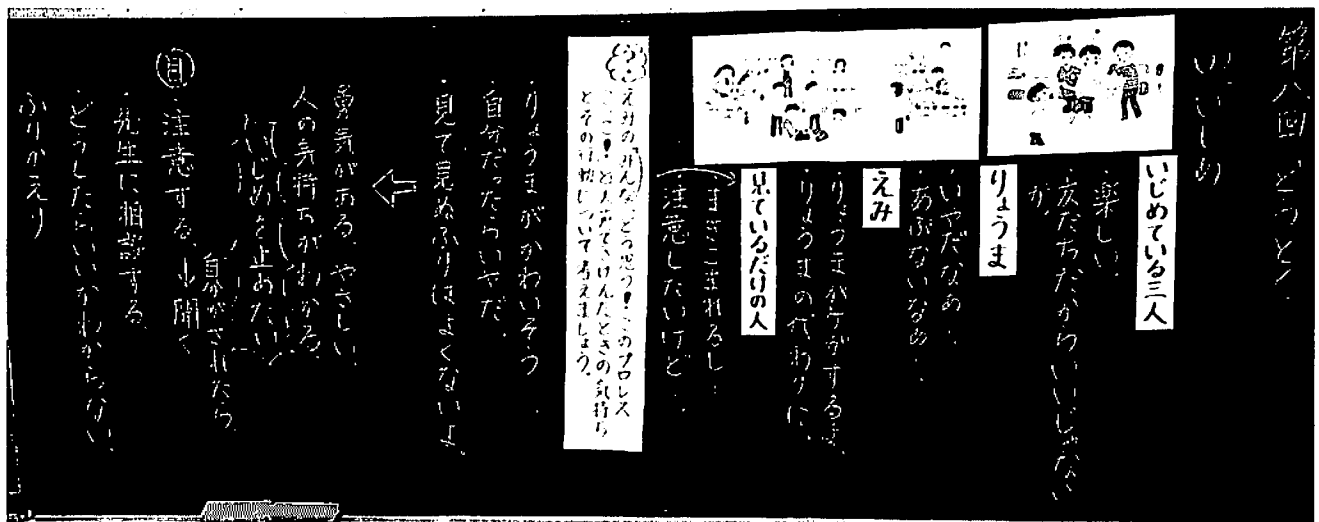 第八回 どうとく
いじめ
いじめている三人
・楽しい。
・友だちだからいいじゃない
か。
りょうま
・いやだなあ。
・あぶないなあ。
えみ
・りょうまがケガするよ。
・りょうまの代わりに、
見ているだけの人
・まきこまれるし…
・注意したいけど…
えみの「みんな、どう思う!このプロレス
ごっこ!」と大声でさけんだときの気持ち
とその行動について考えましょう。
・りょうまがかわいそう。
・自分だったらいやだ。
・見て見ぬふりはよくないよ。
勇気がある。やさしい。
人の気持ちがわかる。
いじめを止めたい
自分がされたら
・注意する。
聞く
・先生に相談する。
・どうしたらいいかわからない。
ふりかえり